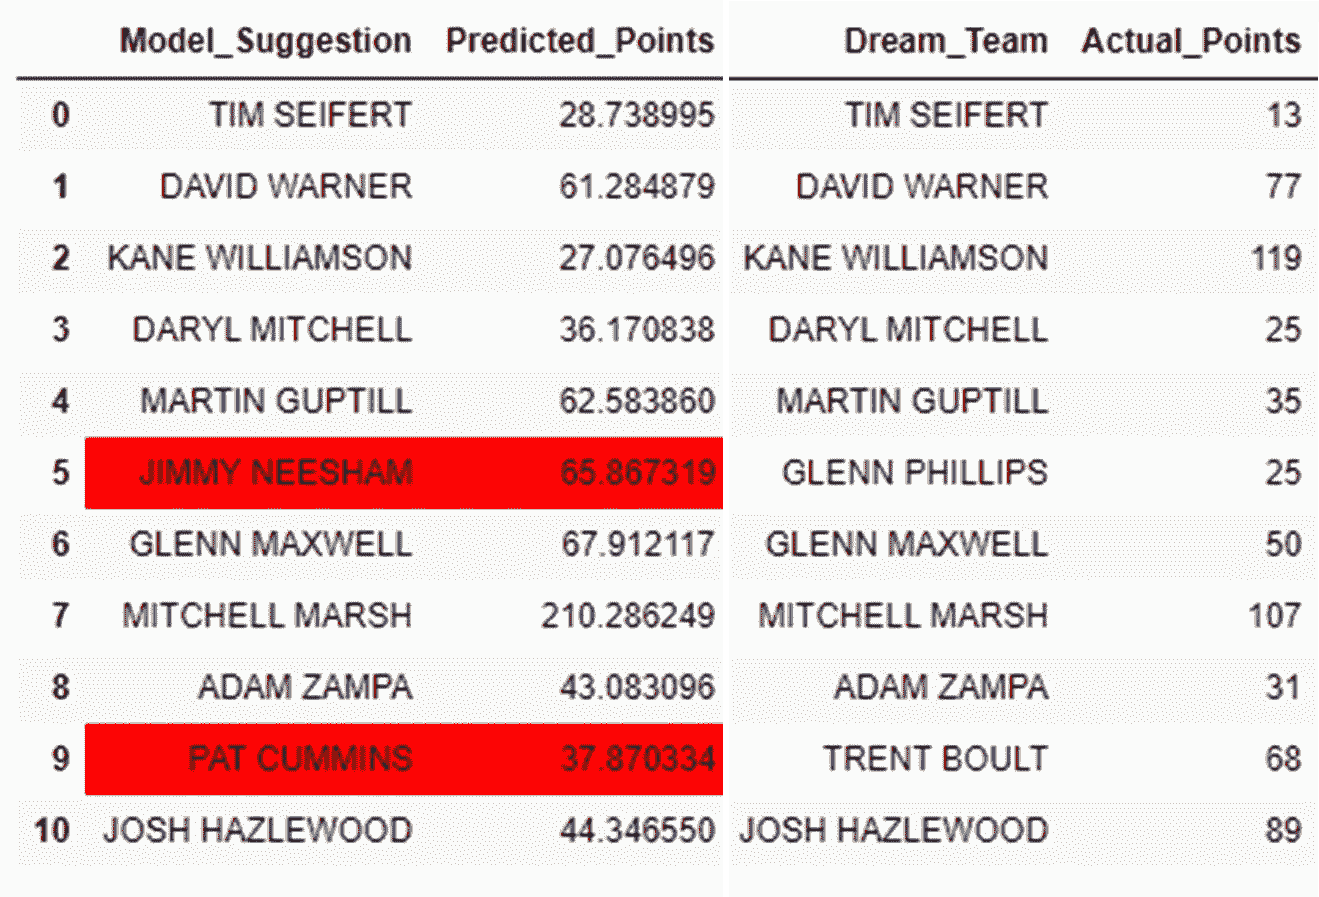 Model_Suggestion Predicted_Points Dream_Team Actual_Points
0 TIM SEIFERT 28.738995 TIM SEIFERT 13
1 DAVID WARNER 61.284879 DAVID WARNER 77
2 KANE WILLIAMSON 27.076496 KANE WILLIAMSON 119
3 DARYL MITCHELL 36.170838 DARYL MITCHELL 25
4 MARTIN GUPTILL 62.583860 MARTIN GUPTILL 35
5 JIMMY NEESHAM 65.867319 GLENN PHILLIPS 25
6 GLENN MAXWELL 67.912117 GLENN MAXWELL 50
7 MITCHELL MARSH 210.286249 MITCHELL MARSH 107
8 ADAM ZAMPA 43.083096 ADAM ZAMPA 31
9 PAT CUMMINS 37.870334 TRENT BOULT 68
10 JOSH HAZLEWOOD 44.346550 JOSH HAZLEWOOD 89